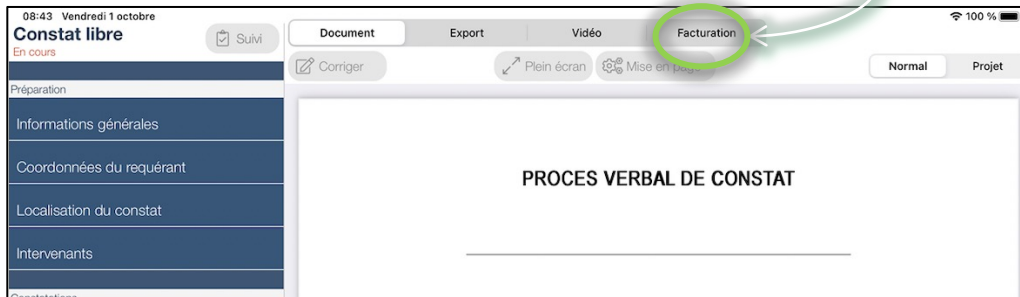 08:43 Vendredi 1 octobre
100 %
Constat libre
En cours
Suivi
Document Export Vidéo Facturation
Corriger Plein écran Mise en page Normal Projet
Préparation
Informations générales
Coordonnées du requérant
Localisation du constat
Intervenants
PROCES VERBAL DE CONSTAT
Constatations